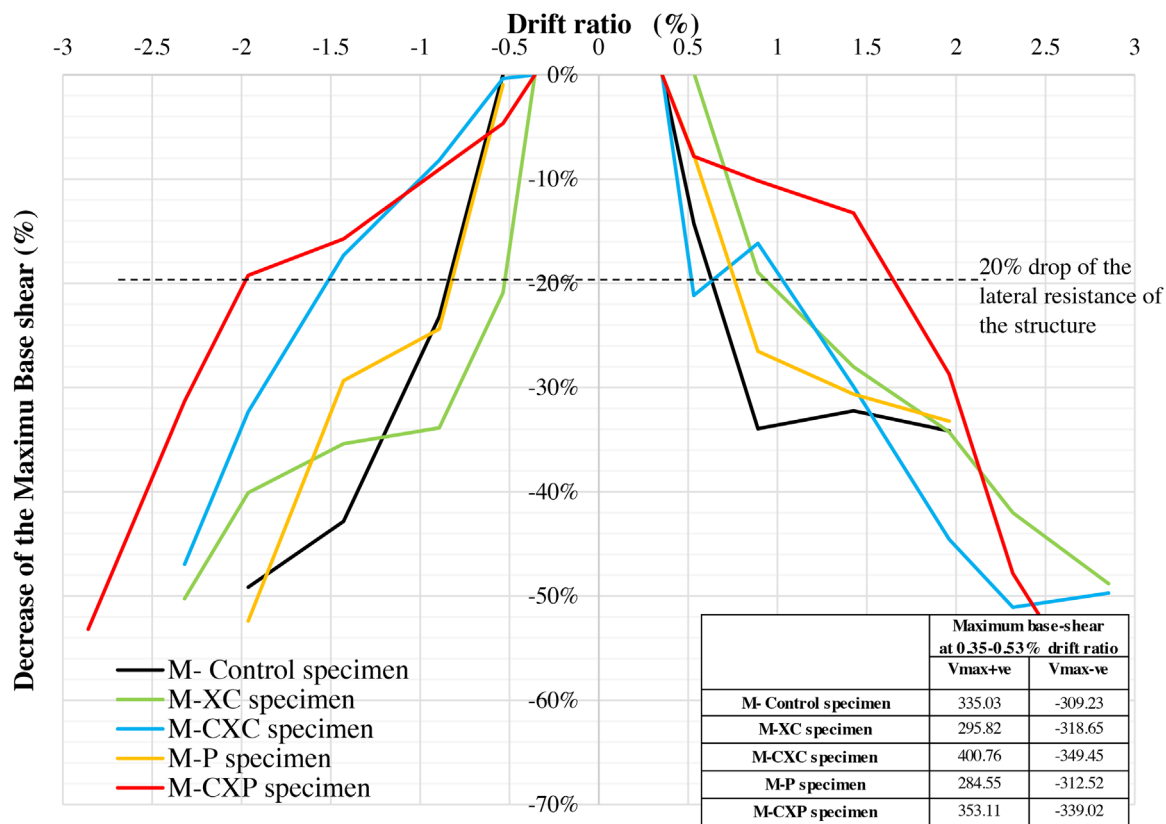 Drift ratio (%)
-3 -2.5 -2 -1.5 -1 -0.5 0 0.5 1 1.5 2 2.5 3
0%
-10%
-20%
-30%
-40%
-50%
-60%
-70%
Decrease of the Maximu Base shear (%)
20% drop of the
lateral resistance of
the structure
M- Control specimen
M-XC specimen
M-CXC specimen
M-P specimen
M-CXP specimen
Maximum base-shear
at 0.35-0.53% drift ratio
Vmax+ve Vmax-ve
M- Control specimen 335.03 -309.23
M-XC specimen 295.82 -318.65
M-CXC specimen 400.76 -349.45
M-P specimen 284.55 -312.52
M-CXP specimen 353.11 -339.02